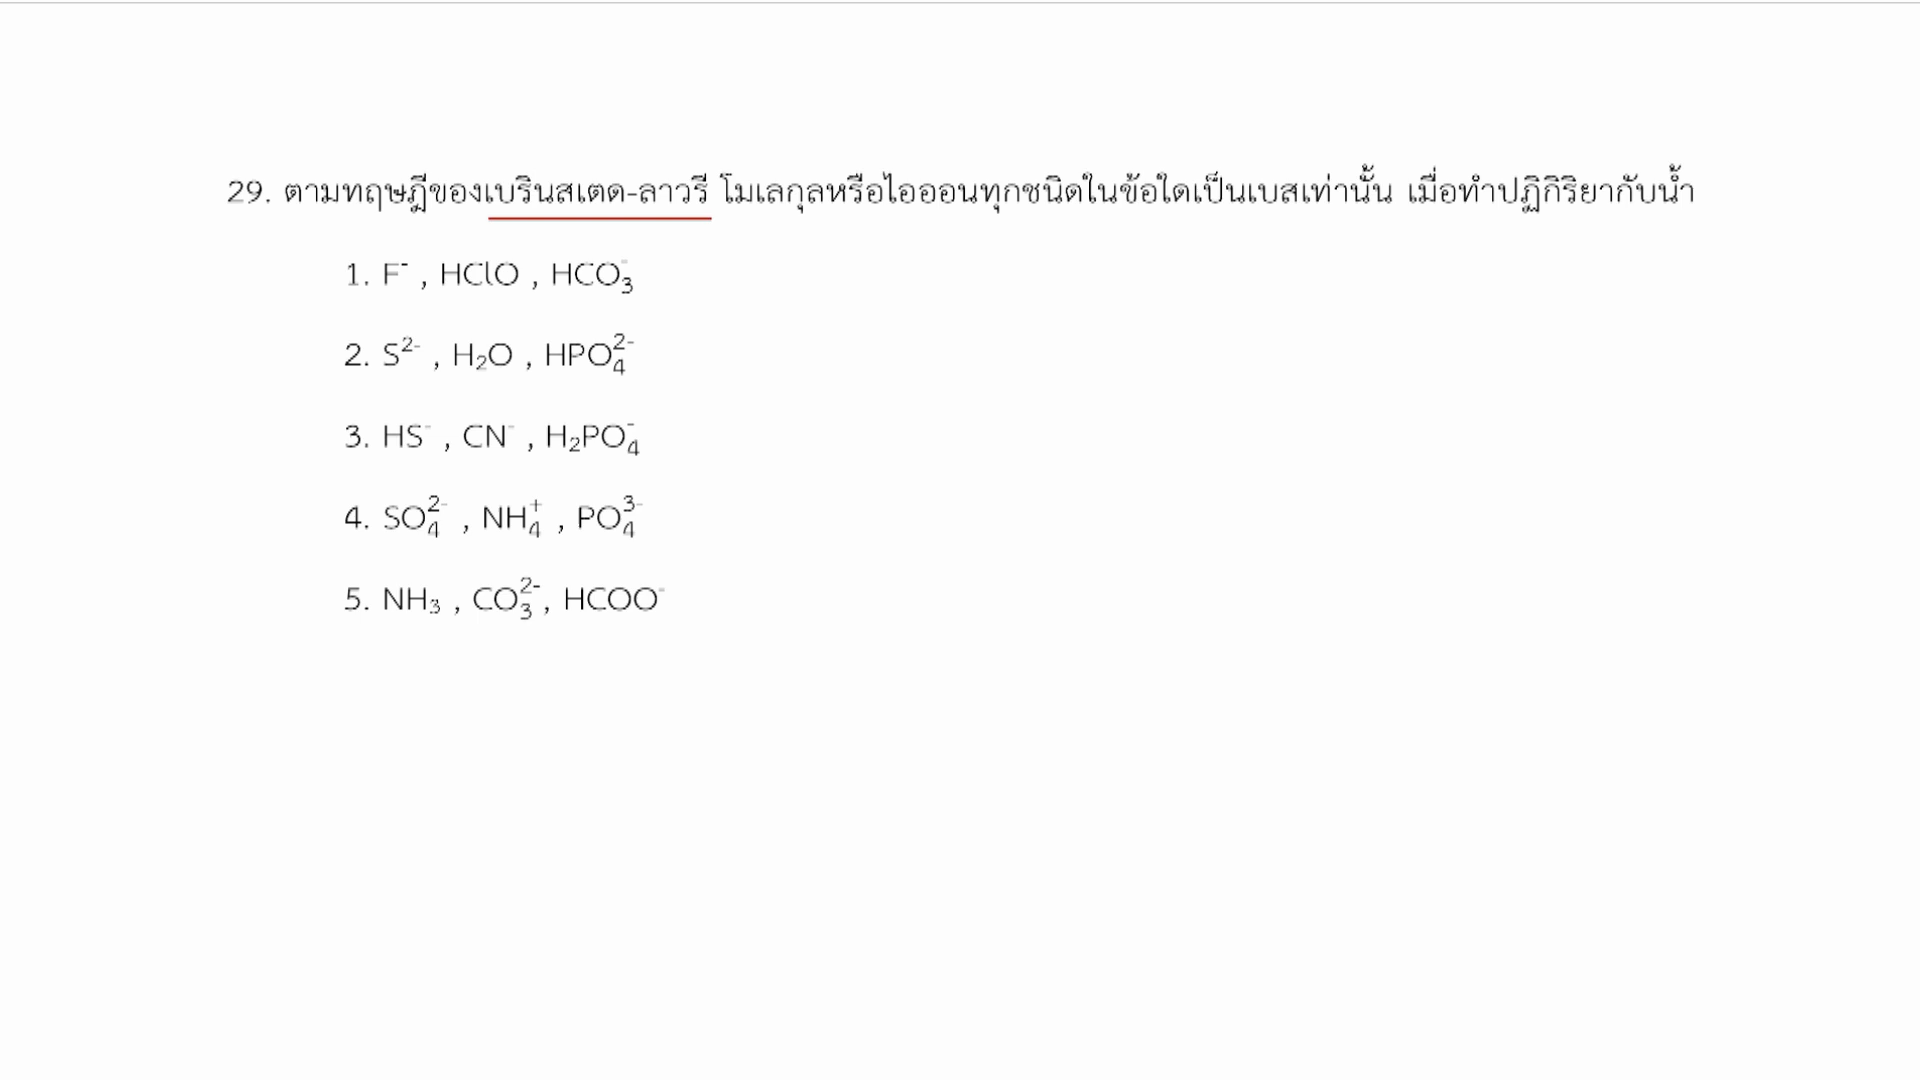 29. ตามทฤษฎีของเบรินสเตด-ลาวรี โมเลกุลหรือไอออนทุกชนิดในข้อใดเป็นเบสเท่านั้น เมื่อทำปฏิกิริยากับน้ำ
1. F⁻ , HClO , HCO₃⁻
2. S²⁻ , H₂O , HPO₄²⁻
3. HS⁻ , CN⁻ , H₂PO₄⁻
4. SO₄²⁻ , NH₄⁺ , PO₄³⁻
5. NH₃ , CO₃²⁻, HCOO⁻